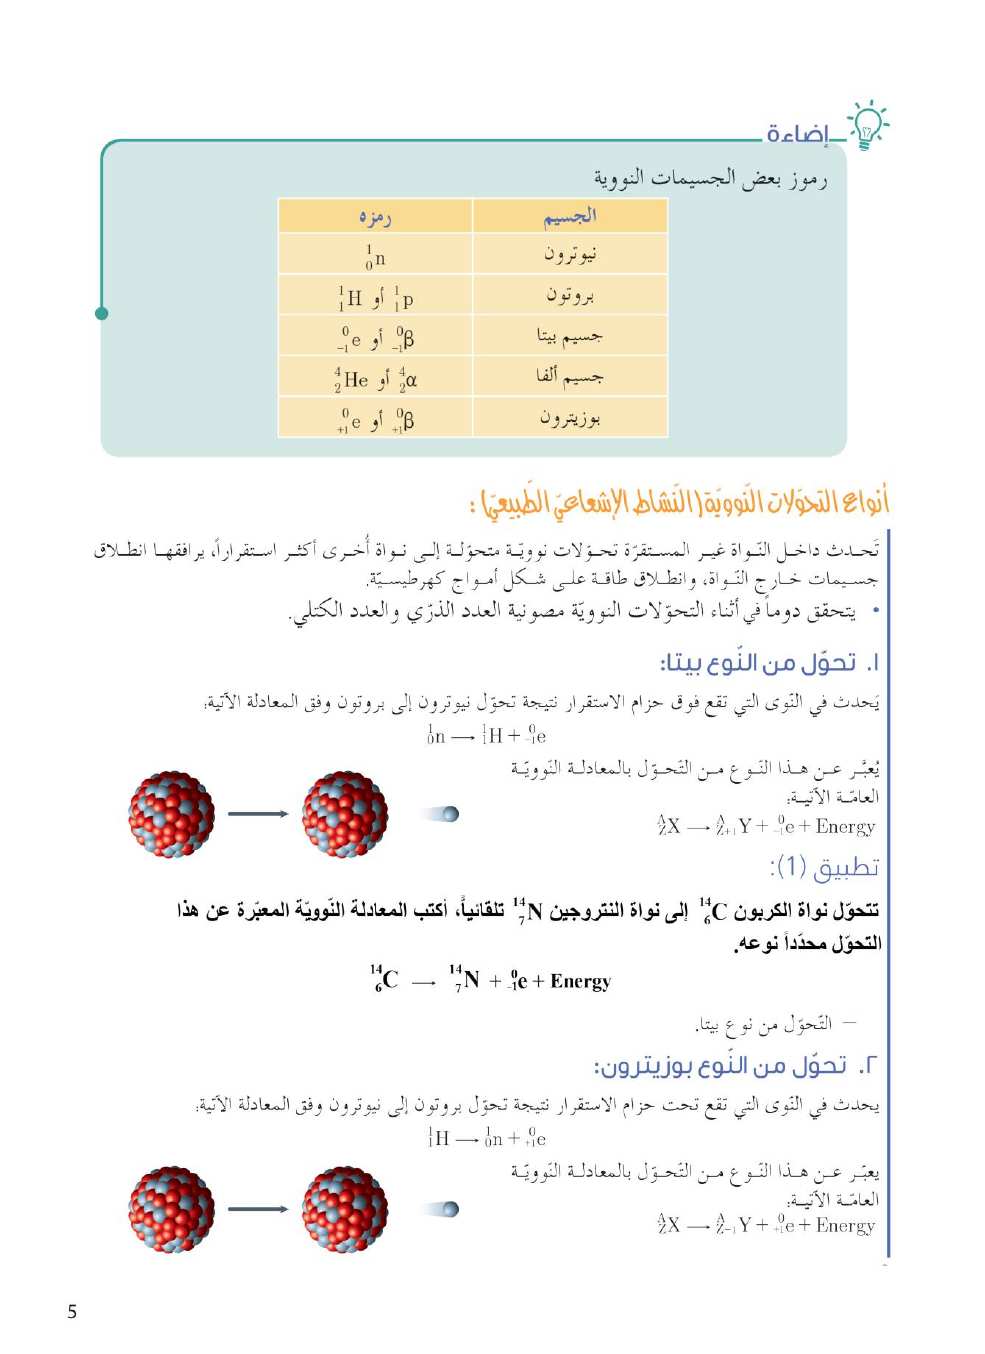 إضاءة
رموز بعض الجسيمات النووية
الجسيم رمزه
نيوترون ¹₀n
بروتون ¹₁p أو ¹₁H
جسيم بيتا ⁰₋₁β أو ⁰₋₁e
جسيم ألفا ⁴₂α أو ⁴₂He
بوزيترون ⁰₊₁β أو ⁰₊₁e
أنواع التحوّلات النّوويّة (النّشاط الإشعاعيّ الطّبيعيّ) :
تَحدث داخل النّواة غير المستقرّة تحوّلات نوويّة متحوّلة إلى نواة أُخرى أكثر استقراراً، يرافقها انطلاق
جسيمات خارج النّواة، وانطلاق طاقة على شكل أمواج كهرطيسيّة.
• يتحقق دوماً في أثناء التحوّلات النوويّة مصونية العدد الذرّي والعدد الكتلي.
١. تحوّل من النّوع بيتا:
يَحدث في النّوى التي تقع فوق حزام الاستقرار نتيجة تحوّل نيوترون إلى بروتون وفق المعادلة الآتية:
¹₀n ⟶ ¹₁H + ⁰₋₁e
يُعبَّر عن هذا النّوع من التّحوّل بالمعادلة النّوويّة
العامّة الآتية:
ᴬ_ZX ⟶ ᴬ_Z+1Y + ⁰₋₁e + Energy
تطبيق (1):
تتحوّل نواة الكربون ¹⁴₆C إلى نواة النتروجين ¹⁴₇N تلقائياً، أكتب المعادلة النّوويّة المعبّرة عن هذا
التحوّل محدّداً نوعه.
¹⁴₆C ⟶ ¹⁴₇N + ⁰₋₁e + Energy
– التّحوّل من نوع بيتا.
٢. تحوّل من النّوع بوزيترون:
يحدث في النّوى التي تقع تحت حزام الاستقرار نتيجة تحوّل بروتون إلى نيوترون وفق المعادلة الآتية:
¹₁H ⟶ ¹₀n + ⁰₊₁e
يعبّر عن هذا النّوع من التّحوّل بالمعادلة النّوويّة
العامّة الآتية:
ᴬ_ZX ⟶ ᴬ_Z−1Y + ⁰₊₁e + Energy
5